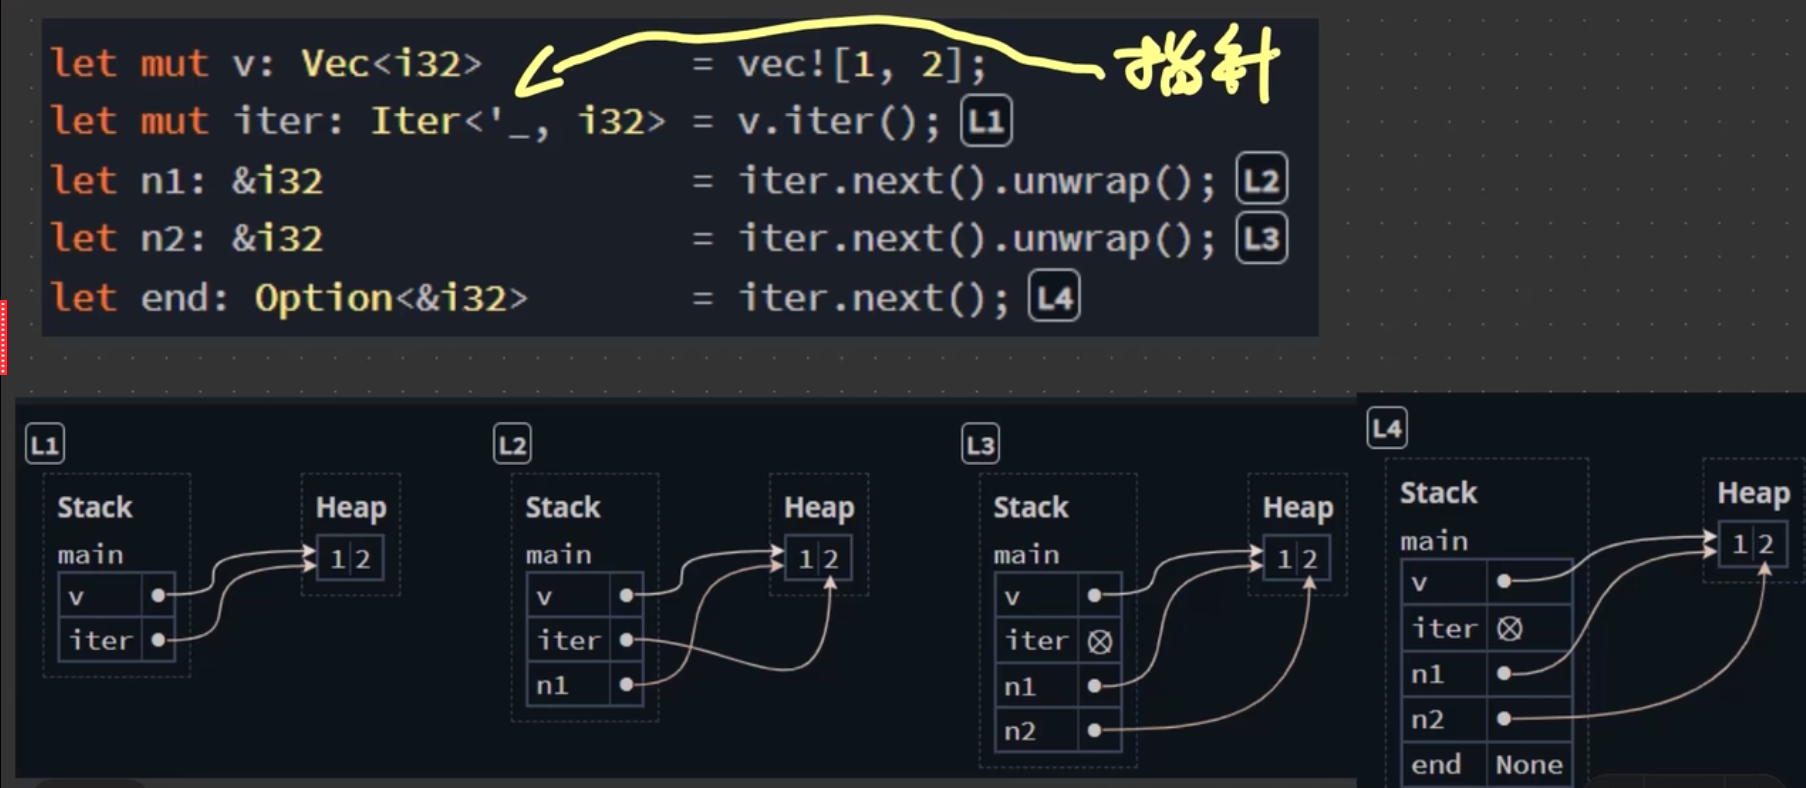 let mut v: Vec<i32> = vec![1, 2];
指针
let mut iter: Iter<'_, i32> = v.iter(); L1
let n1: &i32 = iter.next().unwrap(); L2
let n2: &i32 = iter.next().unwrap(); L3
let end: Option<&i32> = iter.next(); L4
L1
Stack Heap
main 1 2
v
iter
L2
Stack Heap
main 1 2
v
iter
n1
L3
Stack Heap
main 1 2
v
iter
n1
n2
L4
Stack Heap
main 1 2
v
iter
n1
n2
end None